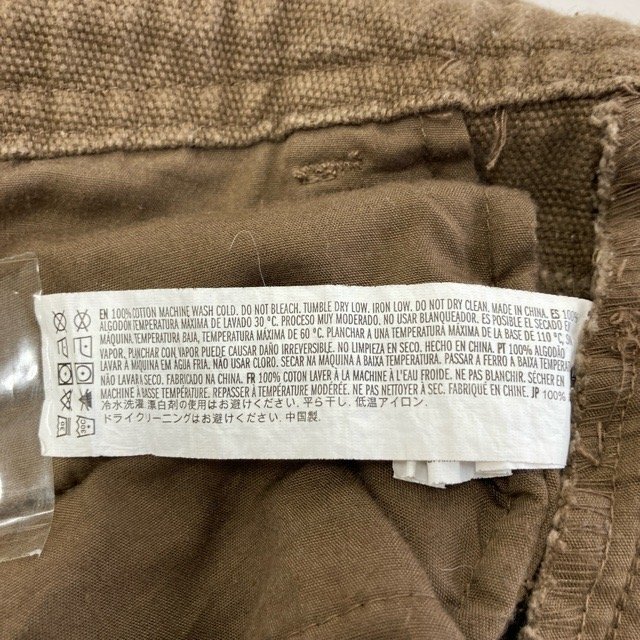 EN 100% COTTON MACHINE WASH COLD. DO NOT BLEACH. TUMBLE DRY LOW. IRON LOW. DO NOT DRY CLEAN. MADE IN CHINA. ES 100%
ALGODON TEMPERATURA MÁXIMA DE LAVADO 30 °C. PROCESO MUY MODERADO. NO USAR BLANQUEADOR. ES POSIBLE EL SECADO EN
MÁQUINA, TEMPERATURA BAJA, TEMPERATURA MÁXIMA DE 60 °C. PLANCHAR A UNA TEMPERATURA MÁXIMA DE LA BASE DE 110 °C,
VAPOR. PLANCHAR CON VAPOR PUEDE CAUSAR DAÑO IRREVERSIBLE. NO LIMPIEZA EN SECO. HECHO EN CHINA. PT 100% ALGODÃO
LAVAR À MÁQUINA EM ÁGUA FRIA. NÃO USAR CLORO. SECAR NA MÁQUINA A BAIXA TEMPERATURA. PASSAR A FERRO A BAIXA TEMPERATURA
NÃO LAVAR À SECO. FABRICADO NA CHINA. FR 100% COTON LAVER À LA MACHINE À L'EAU FROIDE. NE PAS BLANCHIR. SÉCHER EN
MACHINE À BASSE TEMPÉRATURE. REPASSER À TEMPÉRATURE MODÉRÉE. NE PAS NETTOYER À SEC. FABRIQUÉ EN CHINE. JP 100%
冷水洗濯 漂白剤の使用はお避けください. 平ら干し, 低温アイロン.
ドライクリーニングはお避けください. 中国製.